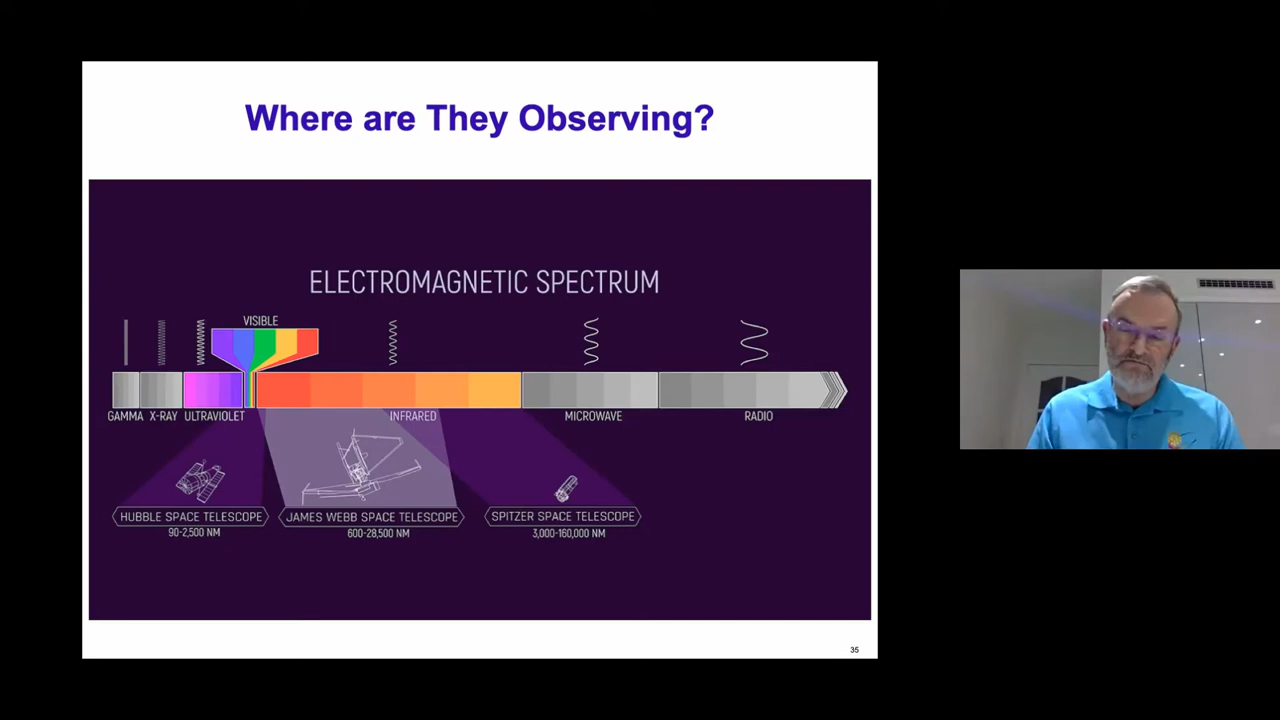 Where are They Observing?
ELECTROMAGNETIC SPECTRUM
VISIBLE
GAMMA X-RAY ULTRAVIOLET INFRARED MICROWAVE RADIO
HUBBLE SPACE TELESCOPE JAMES WEBB SPACE TELESCOPE SPITZER SPACE TELESCOPE
90-2,500 NM 600-28,500 NM 3,000-160,000 NM
35